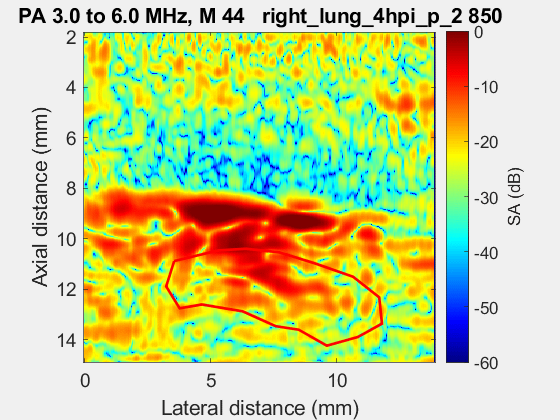 PA 3.0 to 6.0 MHz, M 44 right_lung_4hpi_p_2 850
2
4
6
8
10
12
14
Axial distance (mm)
0 5 10
Lateral distance (mm)
0
-10
-20
-30
-40
-50
-60
SA (dB)